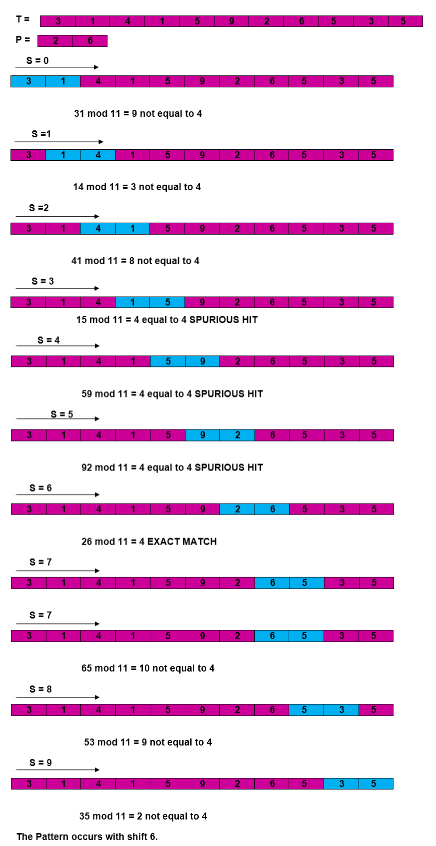 T = 3 1 4 1 5 9 2 6 5 3 5
P = 2 6
S = 0
3 1 4 1 5 9 2 6 5 3 5
31 mod 11 = 9 not equal to 4
S =1
3 1 4 1 5 9 2 6 5 3 5
14 mod 11 = 3 not equal to 4
S =2
3 1 4 1 5 9 2 6 5 3 5
41 mod 11 = 8 not equal to 4
S = 3
3 1 4 1 5 9 2 6 5 3 5
15 mod 11 = 4 equal to 4 SPURIOUS HIT
S = 4
3 1 4 1 5 9 2 6 5 3 5
59 mod 11 = 4 equal to 4 SPURIOUS HIT
S = 5
3 1 4 1 5 9 2 6 5 3 5
92 mod 11 = 4 equal to 4 SPURIOUS HIT
S = 6
3 1 4 1 5 9 2 6 5 3 5
26 mod 11 = 4 EXACT MATCH
S = 7
3 1 4 1 5 9 2 6 5 3 5
S = 7
3 1 4 1 5 9 2 6 5 3 5
65 mod 11 = 10 not equal to 4
S = 8
3 1 4 1 5 9 2 6 5 3 5
53 mod 11 = 9 not equal to 4
S = 9
3 1 4 1 5 9 2 6 5 3 5
35 mod 11 = 2 not equal to 4
The Pattern occurs with shift 6.